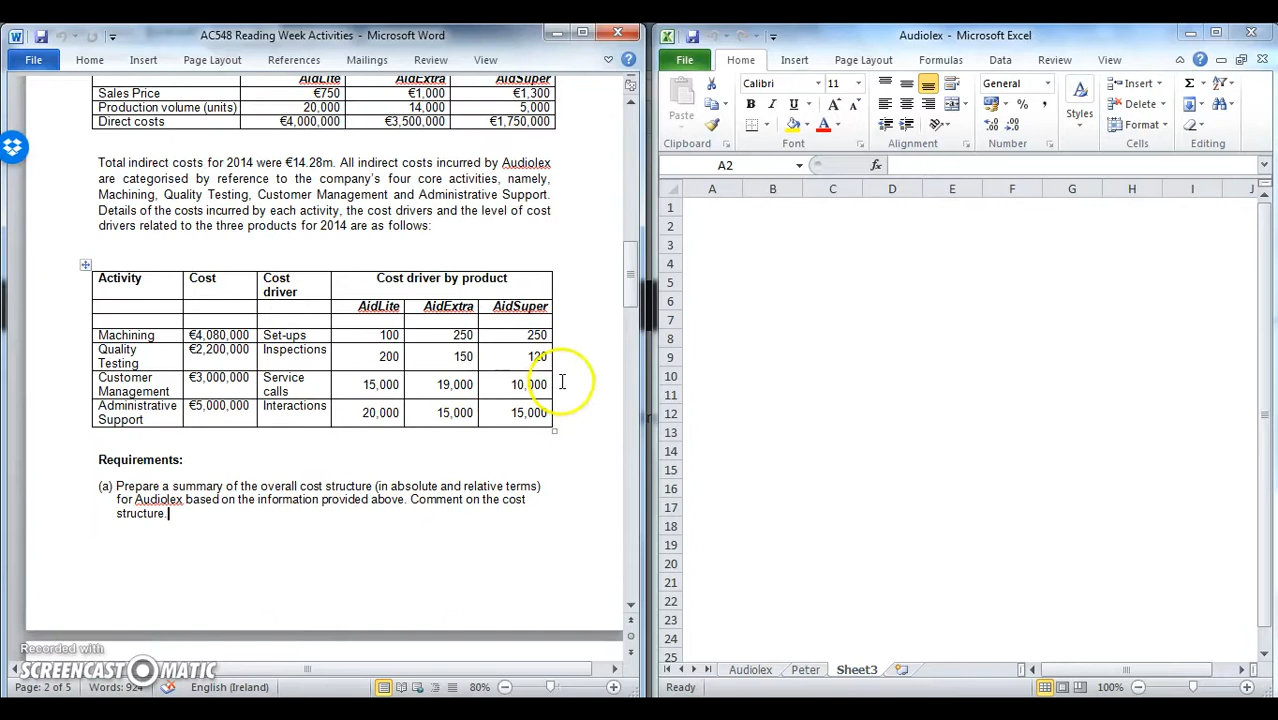 AC548 Reading Week Activities - Microsoft Word
File Home Insert Page Layout References Mailings Review View
AidLite AidExtra AidSuper
Sales Price €750 €1,000 €1,300
Production volume (units) 20,000 14,000 5,000
Direct costs €4,000,000 €3,500,000 €1,750,000
Total indirect costs for 2014 were €14.28m. All indirect costs incurred by Audiolex
are categorised by reference to the company's four core activities, namely,
Machining, Quality Testing, Customer Management and Administrative Support.
Details of the costs incurred by each activity, the cost drivers and the level of cost
drivers related to the three products for 2014 are as follows:
Activity Cost Cost driver Cost driver by product
AidLite AidExtra AidSuper
Machining €4,080,000 Set-ups 100 250 250
Quality Testing €2,200,000 Inspections 200 150 120
Customer Management €3,000,000 Service calls 15,000 19,000 10,000
Administrative Support €5,000,000 Interactions 20,000 15,000 15,000
Requirements:
(a) Prepare a summary of the overall cost structure (in absolute and relative terms)
for Audiolex based on the information provided above. Comment on the cost
structure.
Recorded with
SCREENCAST-O-MATIC
Page: 2 of 5 Words: 924 English (Ireland) 80%
Audiolex - Microsoft Excel
File Home Insert Page Layout Formulas Data Review View
Paste Calibri 11 General Styles Insert
B I U A A % , Delete
A Format
Clipboard Font Alignment Number Cells Editing
A2 fx
A B C D E F G H I J
1
2
3
4
5
6
7
8
9
10
11
12
13
14
15
16
17
18
19
20
21
22
23
24
25
Audiolex Peter Sheet3
Ready 100%